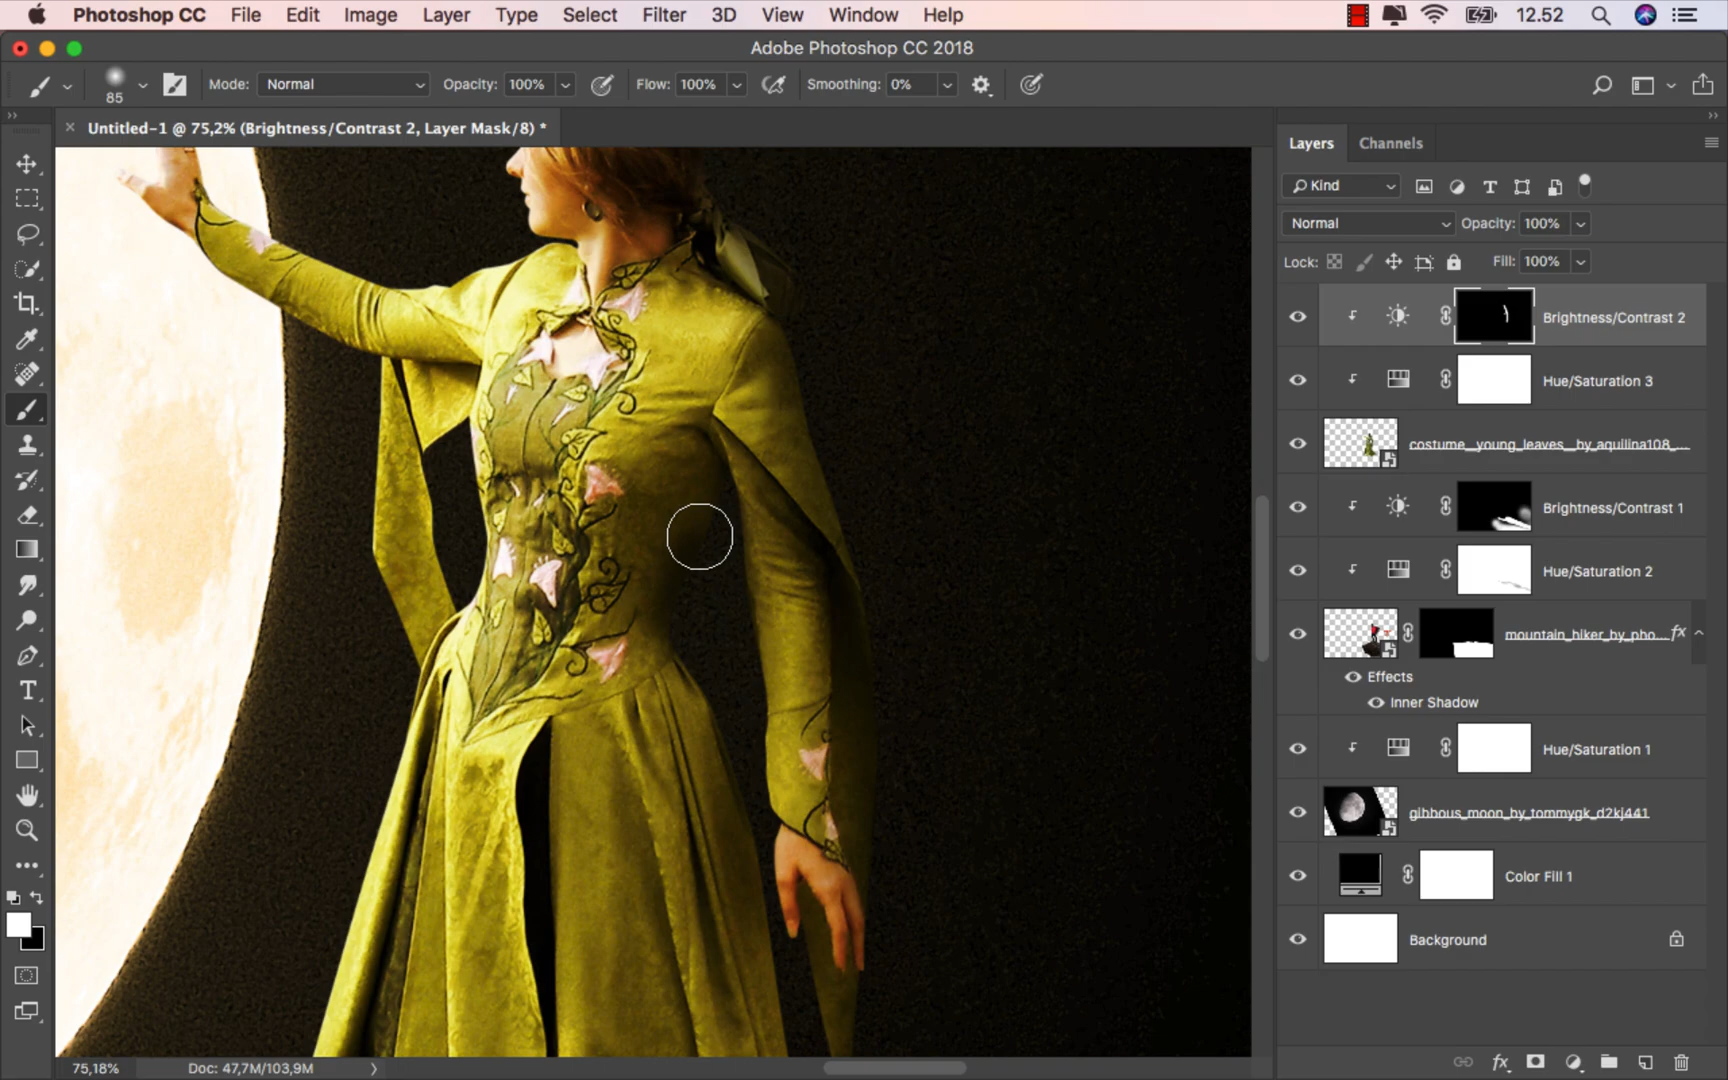 Photoshop CC File Edit Image Layer Type Select Filter 3D View Window Help 12.52
Adobe Photoshop CC 2018
85 Mode: Normal Opacity: 100% Flow: 100% Smoothing: 0%
Untitled-1 @ 75,2% (Brightness/Contrast 2, Layer Mask/8) *
Layers Channels
Kind
Normal Opacity: 100%
Lock: Fill: 100%
Brightness/Contrast 2
Hue/Saturation 3
costume__young_leaves__by_aquilina108_...
Brightness/Contrast 1
Hue/Saturation 2
mountain_hiker_by_pho... fx
Effects
Inner Shadow
Hue/Saturation 1
gibbous_moon_by_tommygk_d2kj441
Color Fill 1
Background
75,18% Doc: 47,7M/103,9M
fx